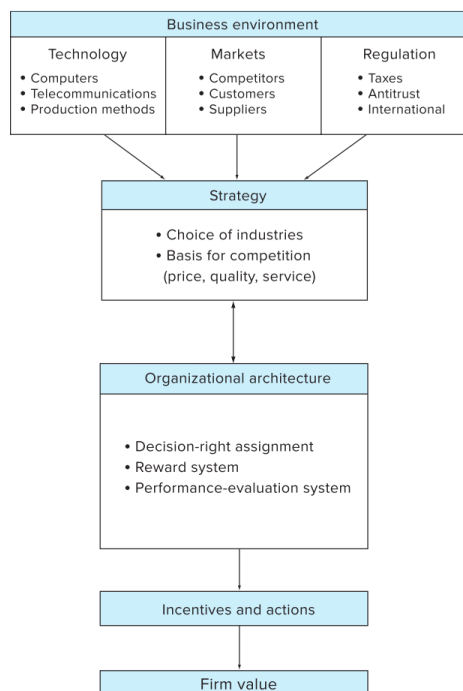 Business environment
Technology
• Computers
• Telecommunications
• Production methods
Markets
• Competitors
• Customers
• Suppliers
Regulation
• Taxes
• Antitrust
• International
Strategy
• Choice of industries
• Basis for competition
(price, quality, service)
Organizational architecture
• Decision-right assignment
• Reward system
• Performance-evaluation system
Incentives and actions
Firm value